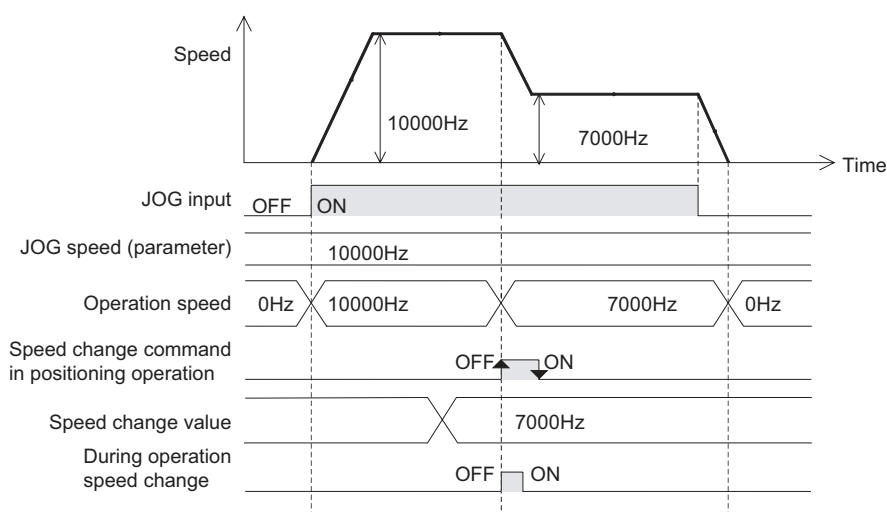 Speed
10000Hz
7000Hz
Time
JOG input
OFF
ON
JOG speed (parameter)
10000Hz
Operation speed
0Hz
10000Hz
7000Hz
0Hz
Speed change command
in positioning operation
OFF
ON
Speed change value
7000Hz
During operation
speed change
OFF
ON